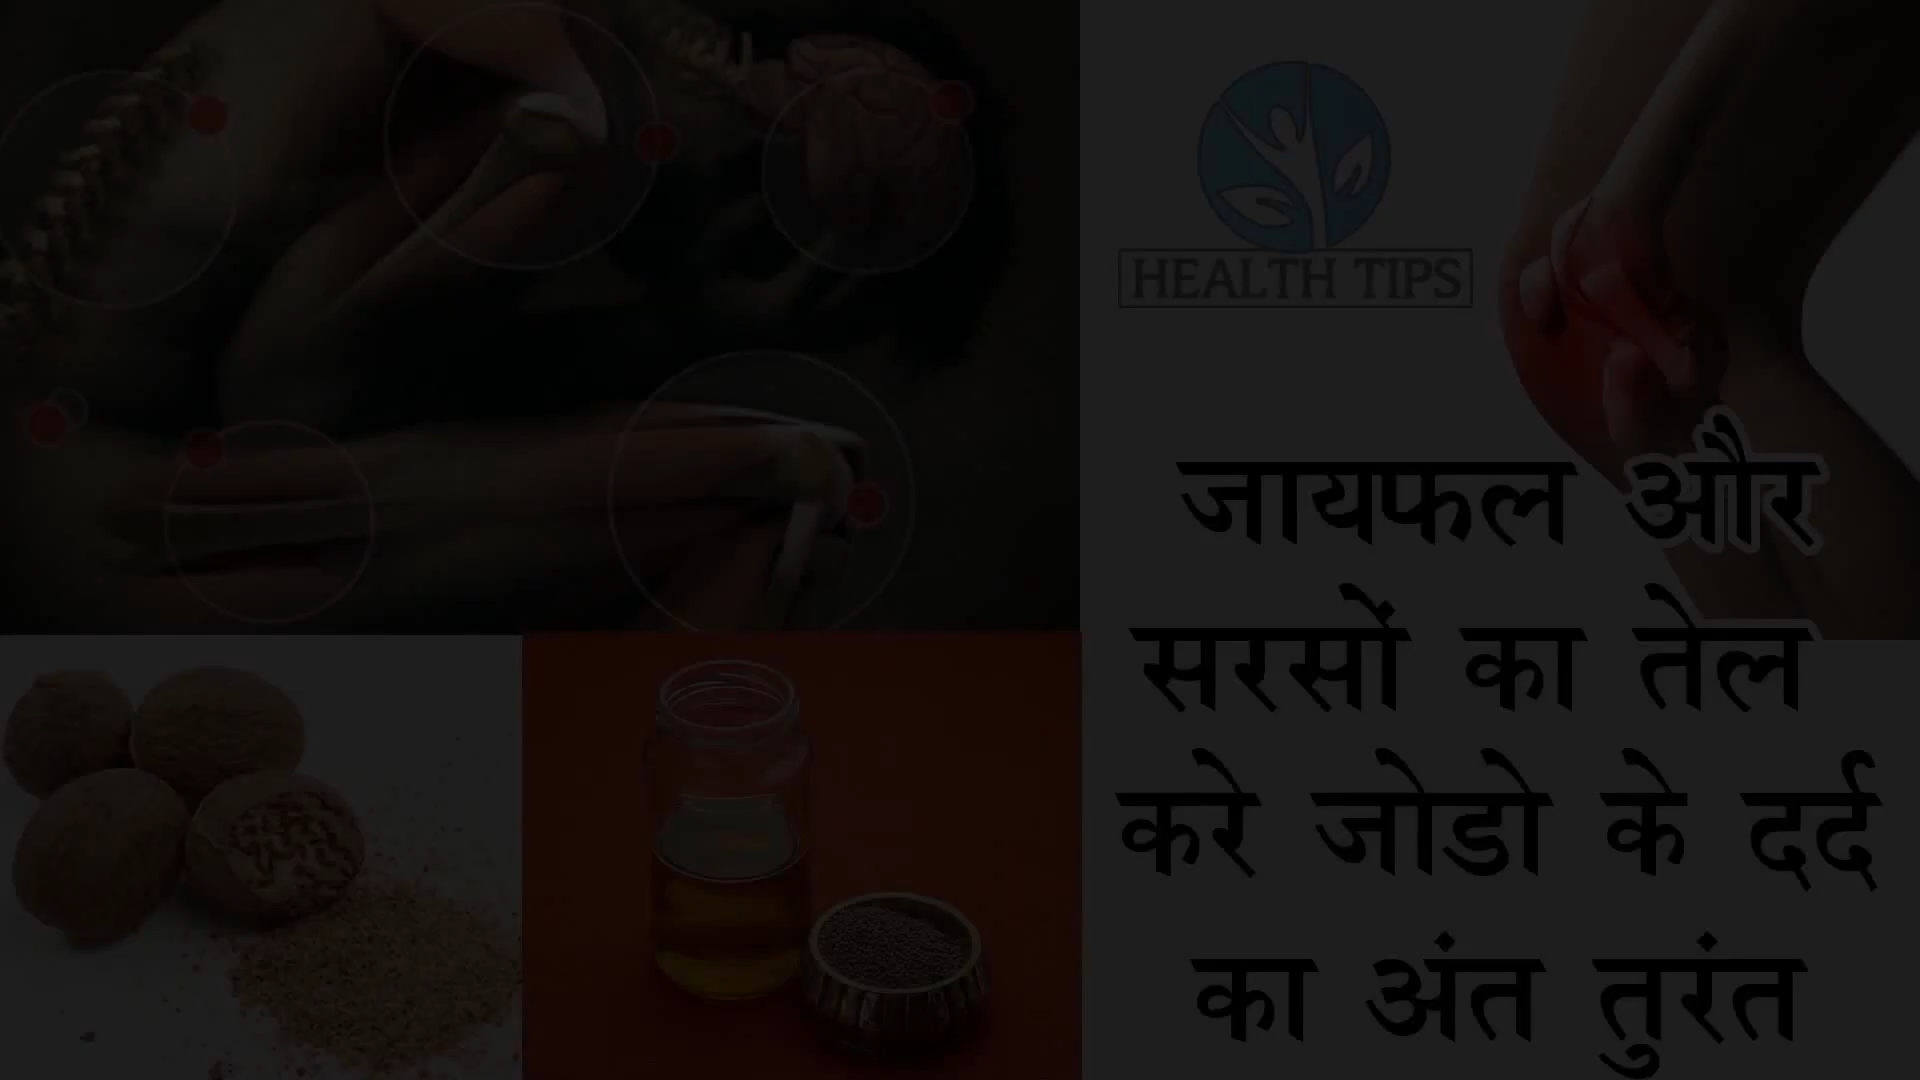 HEALTH TIPS
जायफल और
सरसों का तेल
करे जोडो के दर्द
का अंत तुरंत